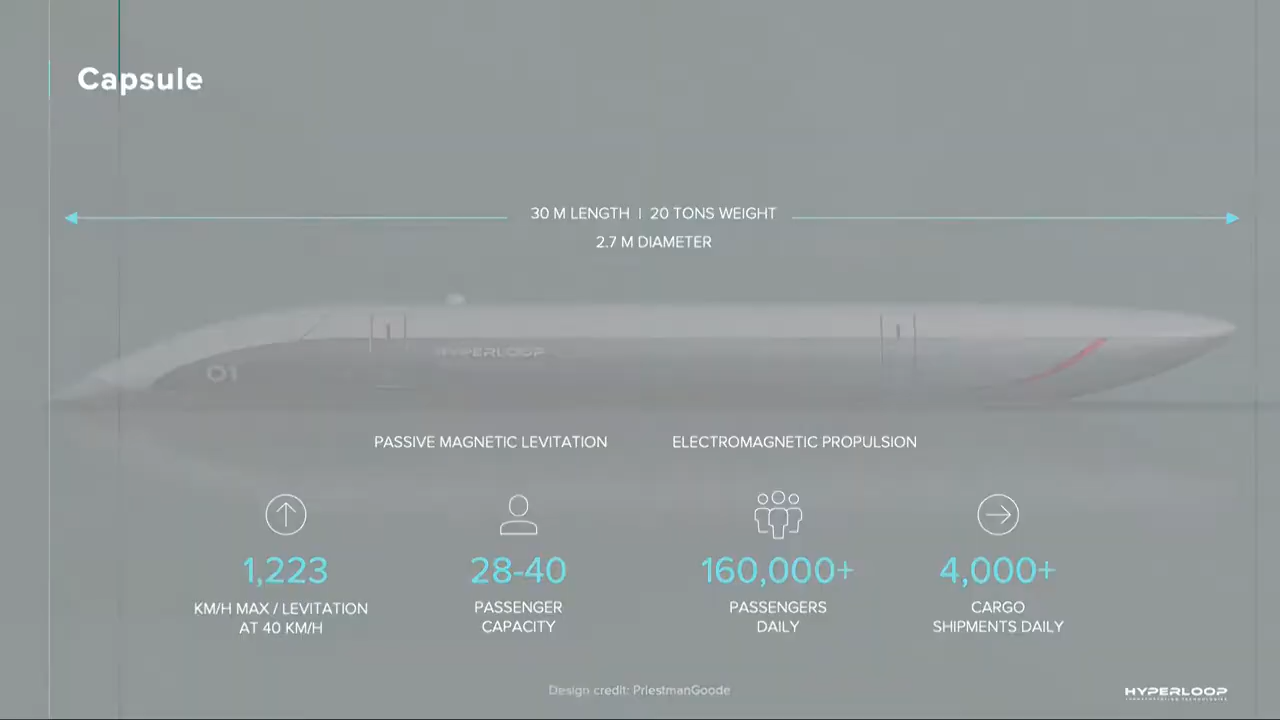 Capsule
30 M LENGTH | 20 TONS WEIGHT
2.7 M DIAMETER
HYPERLOOP
01
PASSIVE MAGNETIC LEVITATION
ELECTROMAGNETIC PROPULSION
1,223
KM/H MAX / LEVITATION
AT 40 KM/H
28-40
PASSENGER
CAPACITY
160,000+
PASSENGERS
DAILY
4,000+
CARGO
SHIPMENTS DAILY
Design credit: PriestmanGoode
HYPERLOOP